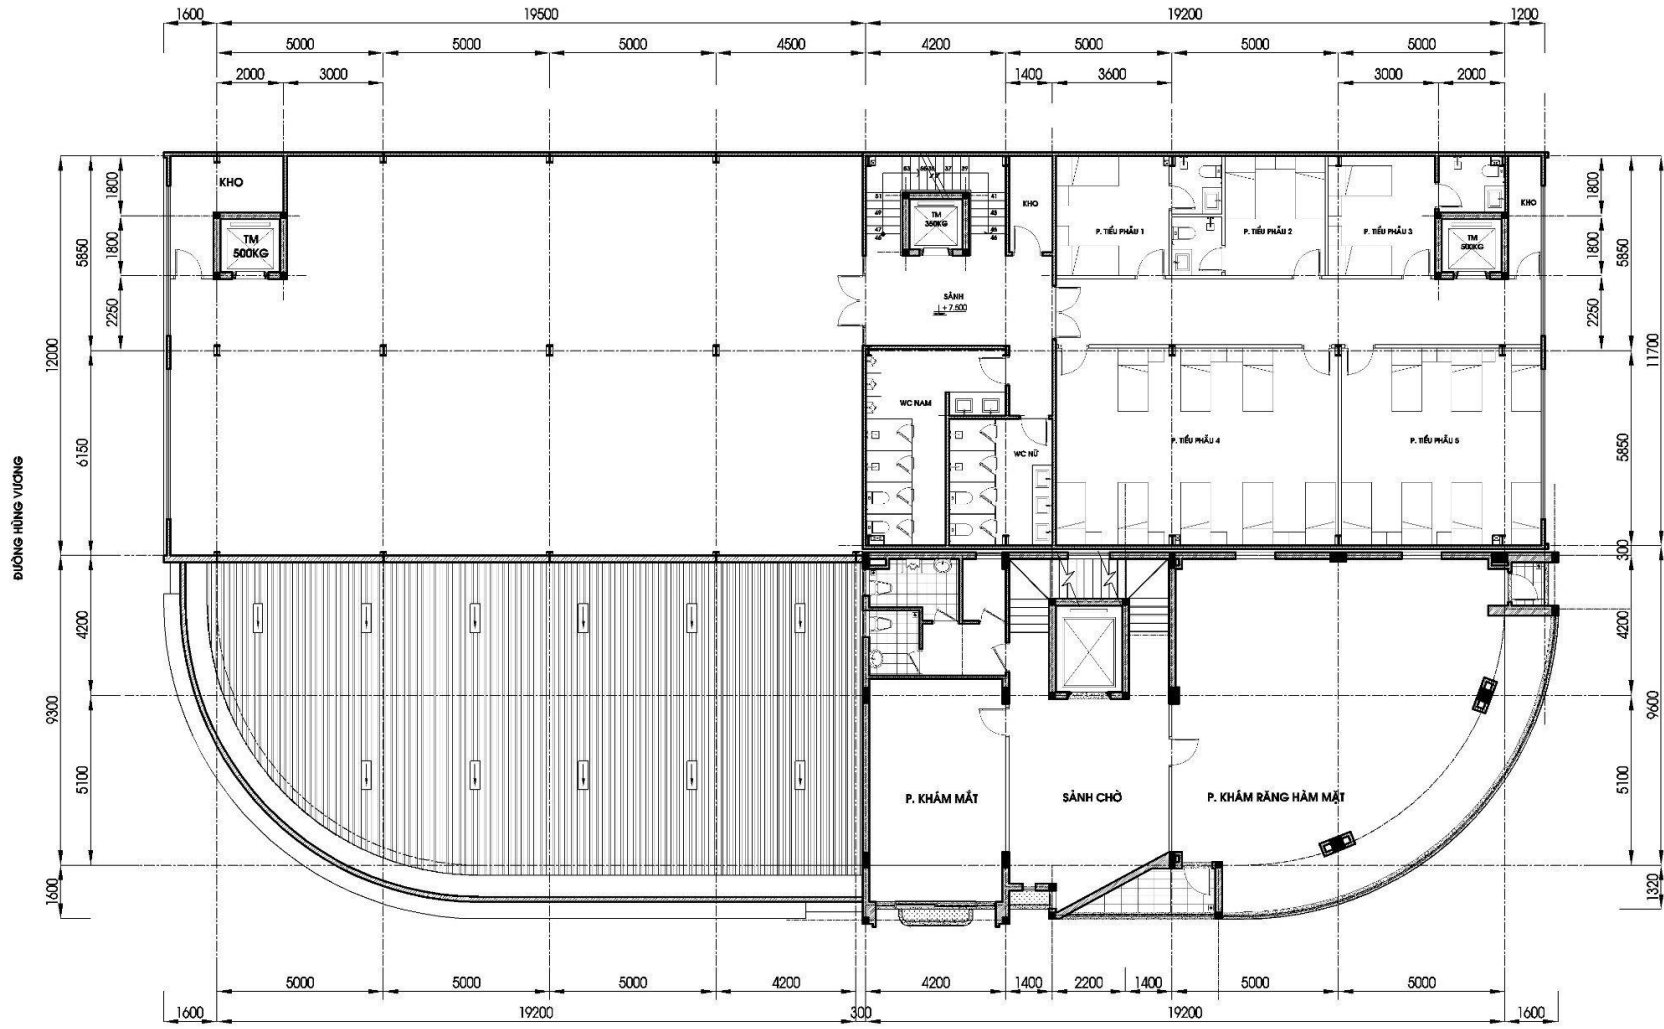 1600 19500 19200 1200
5000 5000 5000 4500 4200 5000 5000 5000
2000 3000 1400 3600 3000 2000
KHO
TM
500KG
TM
350KG
KHO
P. TIỂU PHẪU 1
P. TIỂU PHẪU 2
P. TIỂU PHẪU 3
TM
500KG
KHO
SẢNH
+ 7.500
WC NAM
WC NỮ
P. TIỂU PHẪU 4
P. TIỂU PHẪU 5
P. KHÁM MẮT
SẢNH CHỜ
P. KHÁM RĂNG HÀM MẶT
ĐƯỜNG HÙNG VƯƠNG
12000
9300
1600
5850
6150
4200
5100
1800
1800
2250
1800
1800
2250
5850
5850
300
4200
5100
1320
11700
9600
5000 5000 5000 4200 4200 1400 2200 1400 5000 5000
1600 19200 300 19200 1600